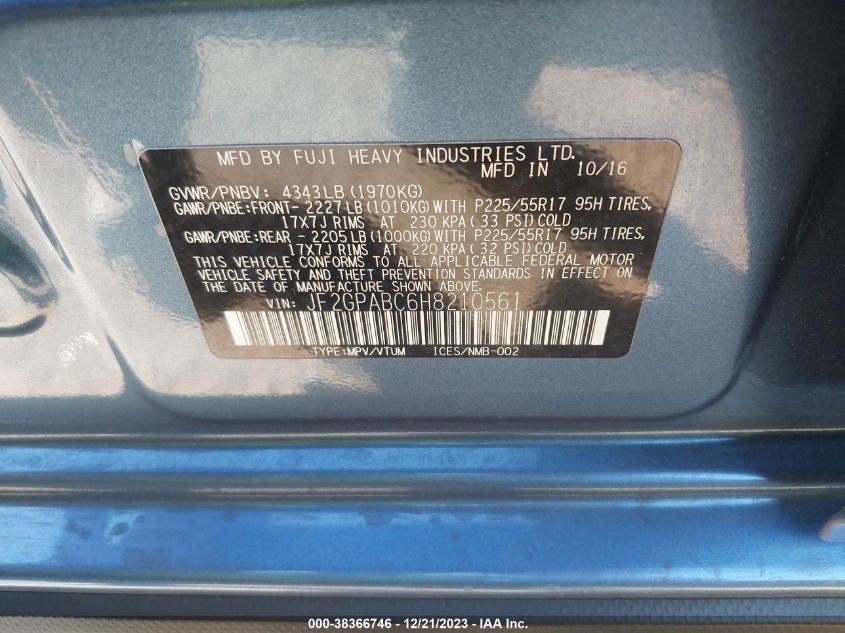 MFD BY FUJI HEAVY INDUSTRIES LTD.
MFD IN 10/16
GVWR/PNBV: 4343LB(1970KG)
GAWR/PNBE:FRONT- 2227LB(1010KG)WITH P225/55R17 95H TIRES,
17X7J RIMS AT 230 KPA(33 PSI)COLD
GAWR/PNBE:REAR - 2205LB(1000KG)WITH P225/55R17 95H TIRES,
17X7J RIMS AT 220 KPA(32 PSI)COLD
THIS VEHICLE CONFORMS TO ALL APPLICABLE FEDERAL MOTOR
VEHICLE SAFETY AND THEFT PREVENTION STANDARDS IN EFFECT ON
THE DATE OF MANUFACTURE SHOWN ABOVE.
VIN: JF2GPABC6H8210561
TYPE:MPV/VTUM ICES/NMB-002
000-38366746 - 12/21/2023 - IAA Inc.